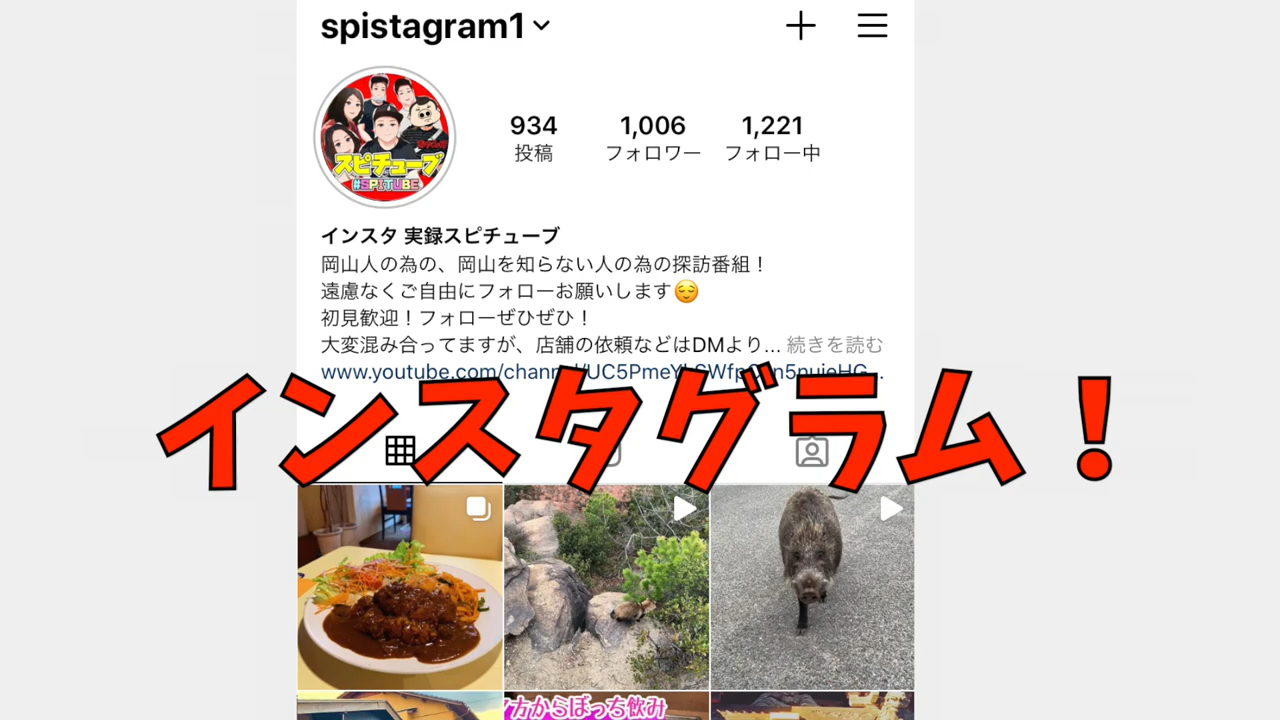 spistagram1
スピチューブ
#SPITUBE
934
投稿
1,006
フォロワー
1,221
フォロー中
インスタ 実録スピチューブ
岡山人の為の、岡山を知らない人の為の探訪番組！
遠慮なくご自由にフォローお願いします😌
初見歓迎！フォローぜひぜひ！
大変混み合ってますが、店舗の依頼などはDMより... 続きを読む
www.youtube.com/channel/UC5PmeY
インスタグラム！
方からぼっち飲み